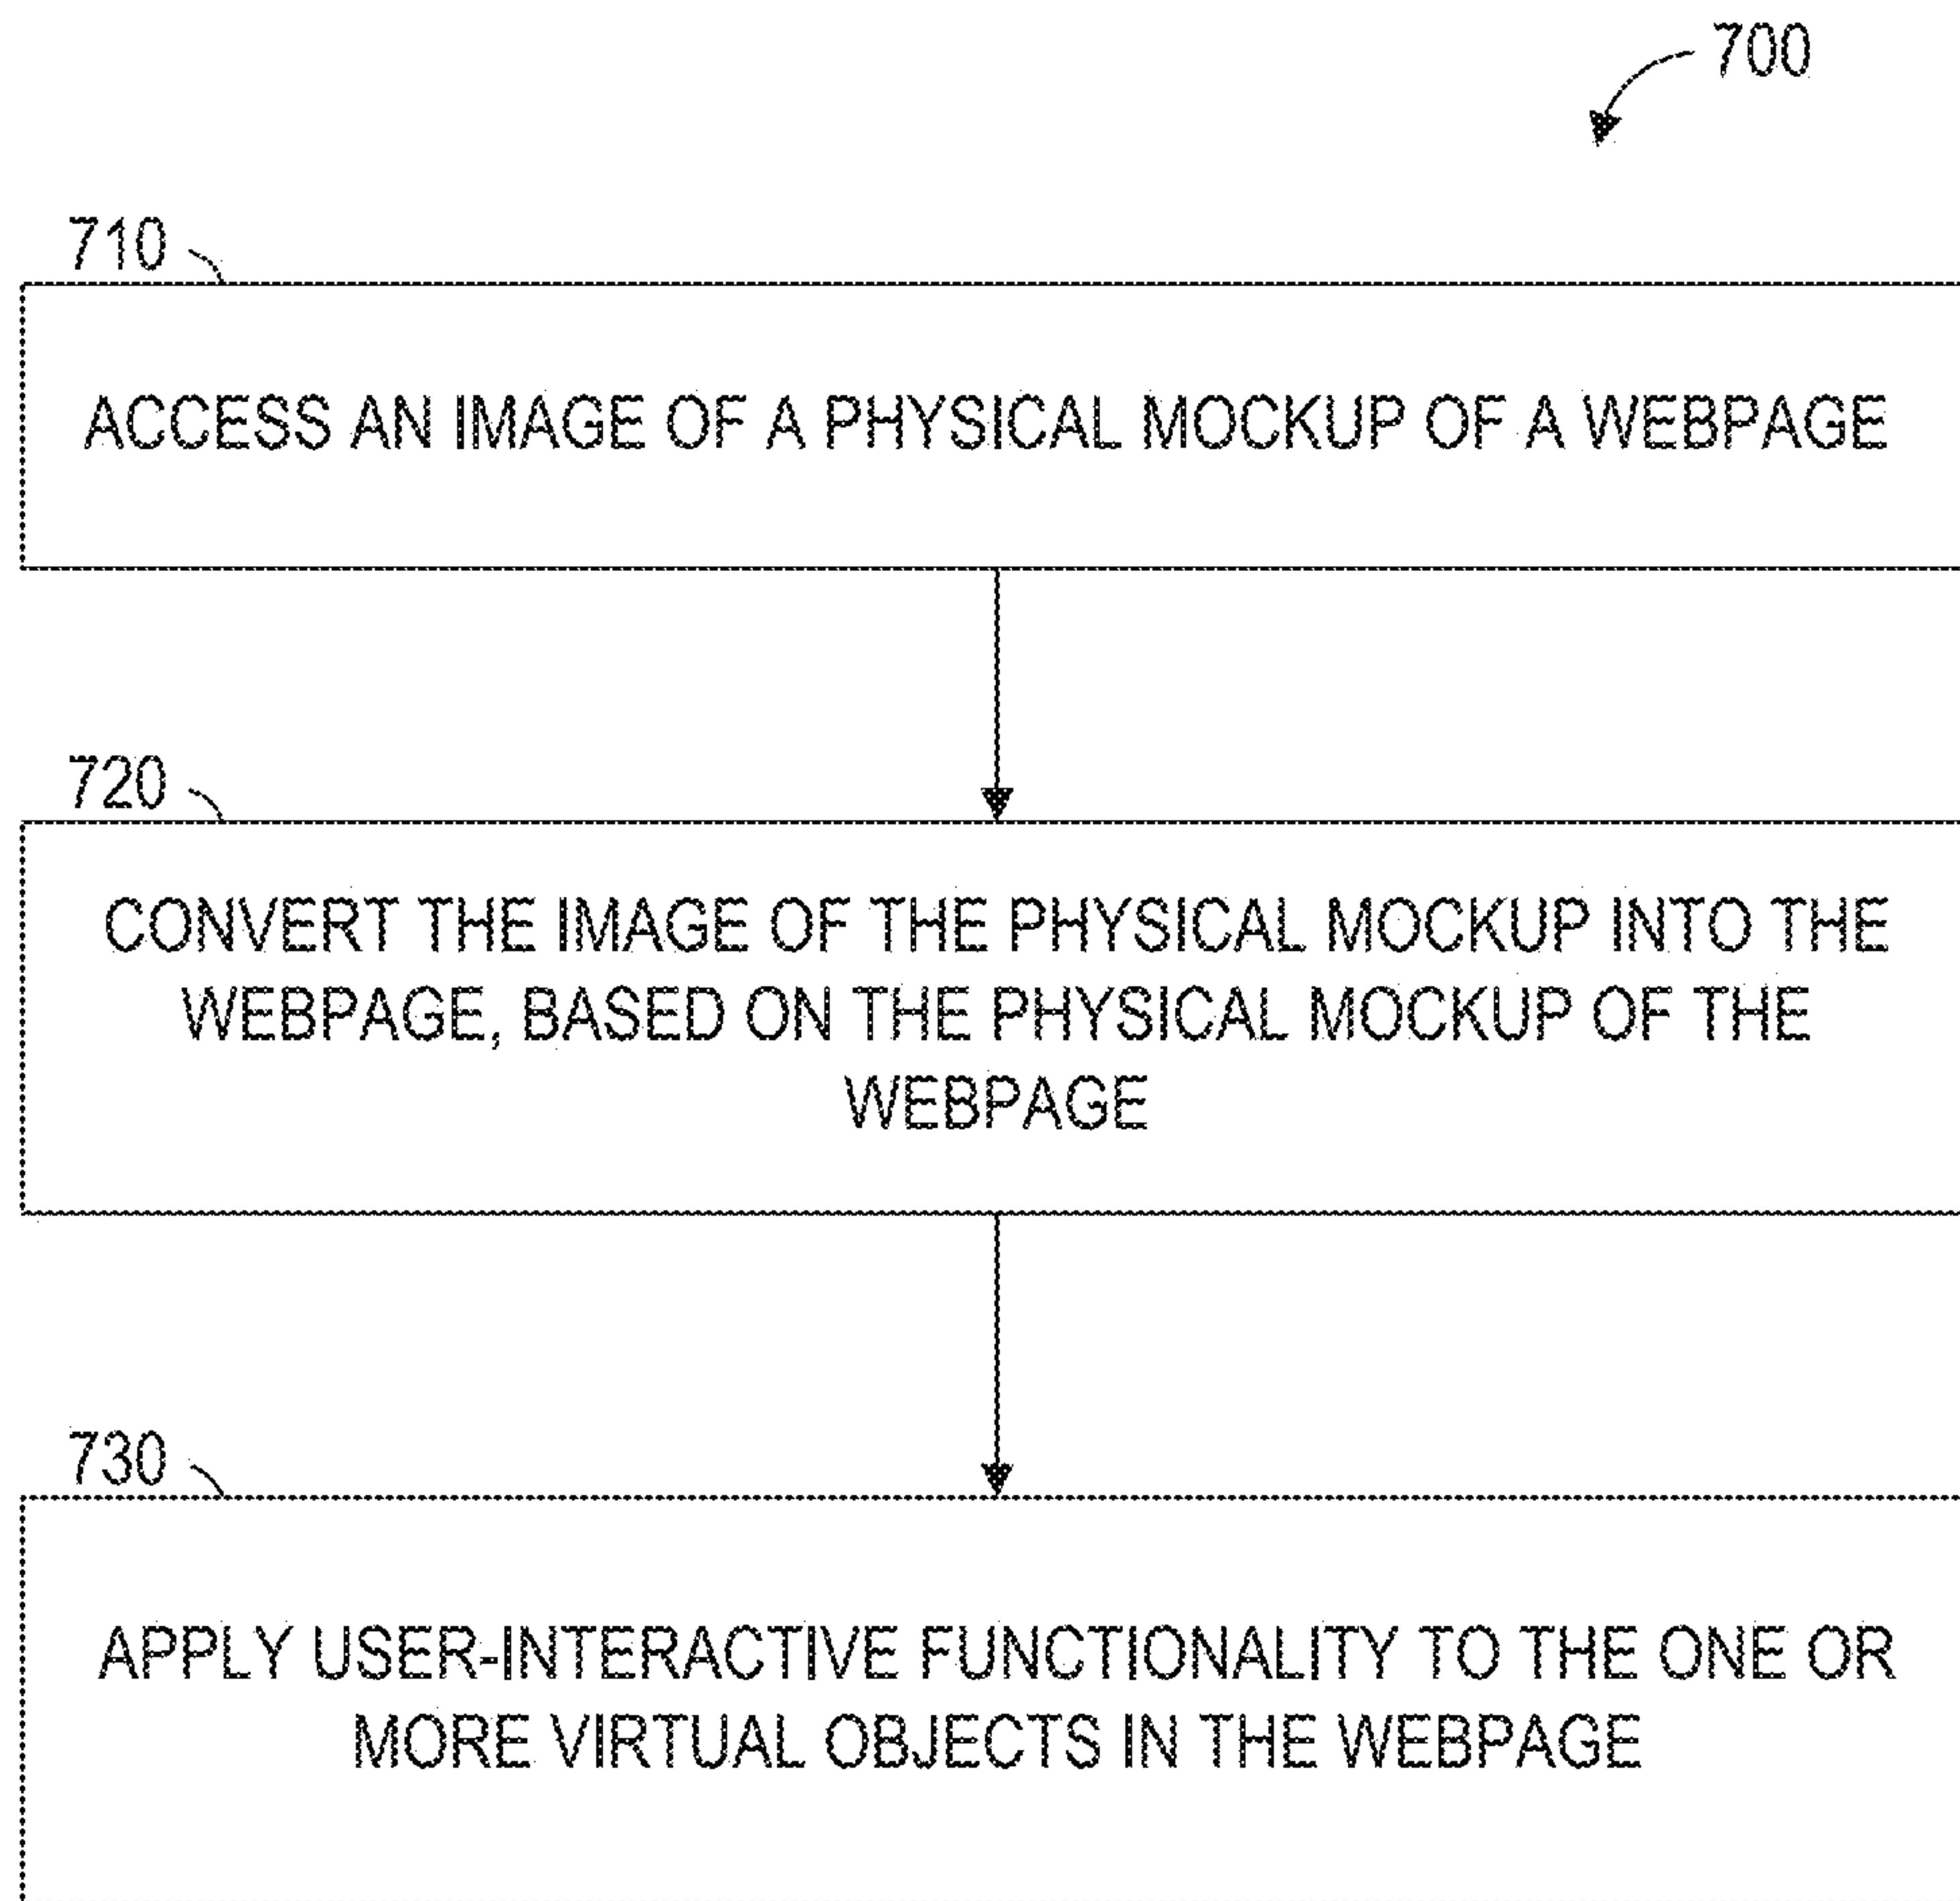 700
710
ACCESS AN IMAGE OF A PHYSICAL MOCKUP OF A WEBPAGE
720
CONVERT THE IMAGE OF THE PHYSICAL MOCKUP INTO THE
WEBPAGE, BASED ON THE PHYSICAL MOCKUP OF THE
WEBPAGE
730
APPLY USER-INTERACTIVE FUNCTIONALITY TO THE ONE OR
MORE VIRTUAL OBJECTS IN THE WEBPAGE